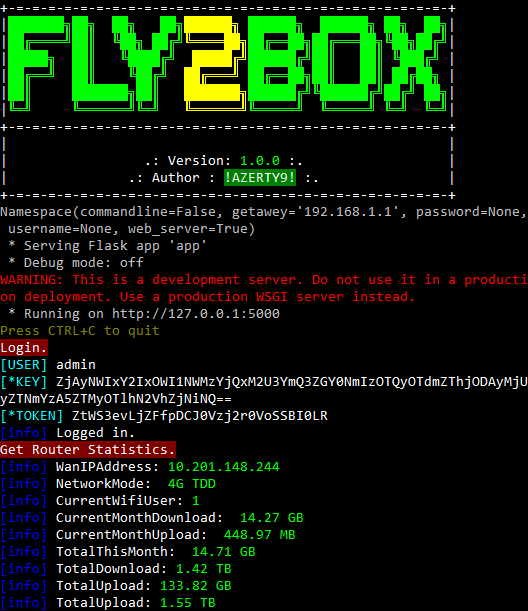 FLY2BOX
.: Version: 1.0.0 :.
.: Author : !AZERTY9! :.
Namespace(commandline=False, getawey='192.168.1.1', password=None,
username=None, web_server=True)
* Serving Flask app 'app'
* Debug mode: off
WARNING: This is a development server. Do not use it in a producti
on deployment. Use a production WSGI server instead.
* Running on http://127.0.0.1:5000
Press CTRL+C to quit
Login.
[USER] admin
[*KEY] ZjAyNWIxY2IxOWI1NWMzYjQxM2U3YmQ3ZGY0NmIzOTQyOTdmZThjODAyMjU
yZTNmYzA5ZTMyOTlhN2VhZjNiNQ==
[*TOKEN] ZtWS3evLjZFfpDCJ0Vzj2r0VoSSBI0LR
[info] Logged in.
Get Router Statistics.
[info] WanIPAddress: 10.201.148.244
[info] NetworkMode: 4G TDD
[info] CurrentWifiUser: 1
[info] CurrentMonthDownload: 14.27 GB
[info] CurrentMonthUpload: 448.97 MB
[info] TotalThisMonth: 14.71 GB
[info] TotalDownload: 1.42 TB
[info] TotalUpload: 133.82 GB
[info] TotalUpload: 1.55 TB